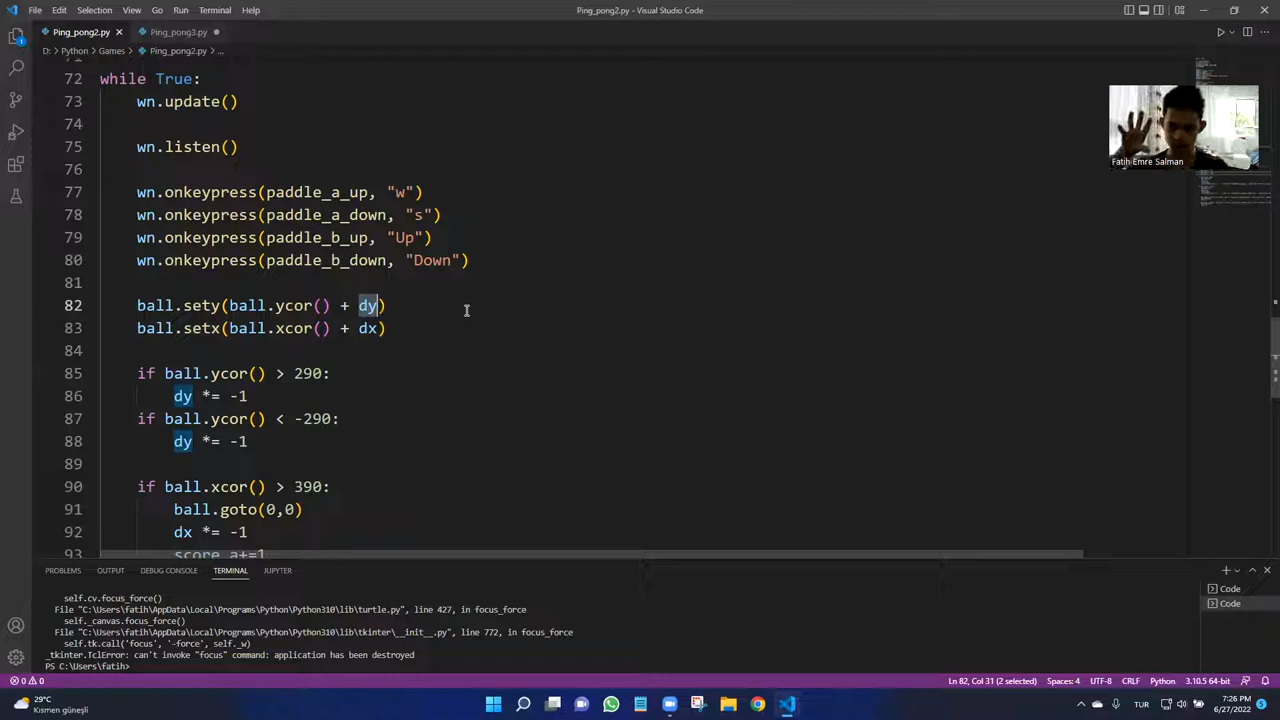 File Edit Selection View Go Run Terminal Help
Ping_pong2.py - Visual Studio Code
Ping_pong2.py
Ping_pong3.py
D: > Python > Games > Ping_pong2.py > ...
72 while True:
73 wn.update()
74
75 wn.listen()
76
77 wn.onkeypress(paddle_a_up, "w")
78 wn.onkeypress(paddle_a_down, "s")
79 wn.onkeypress(paddle_b_up, "Up")
80 wn.onkeypress(paddle_b_down, "Down")
81
82 ball.sety(ball.ycor() + dy)
83 ball.setx(ball.xcor() + dx)
84
85 if ball.ycor() > 290:
86 dy *= -1
87 if ball.ycor() < -290:
88 dy *= -1
89
90 if ball.xcor() > 390:
91 ball.goto(0,0)
92 dx *= -1
93 score_a+=1
Fatih Emre Salman
PROBLEMS OUTPUT DEBUG CONSOLE TERMINAL JUPYTER
self.cv.focus_force()
File "C:\Users\fatih\AppData\Local\Programs\Python\Python310\lib\turtle.py", line 427, in focus_force
self._canvas.focus_force()
File "C:\Users\fatih\AppData\Local\Programs\Python\Python310\lib\tkinter\__init__.py", line 772, in focus_force
self.tk.call('focus', '-force', self._w)
_tkinter.TclError: can't invoke "focus" command: application has been destroyed
PS C:\Users\fatih>
Code
Code
0 0
Ln 82, Col 31 (2 selected) Spaces: 4 UTF-8 CRLF Python 3.10.5 64-bit
29°C
Kısmen güneşli
TUR
7:26 PM
6/27/2022